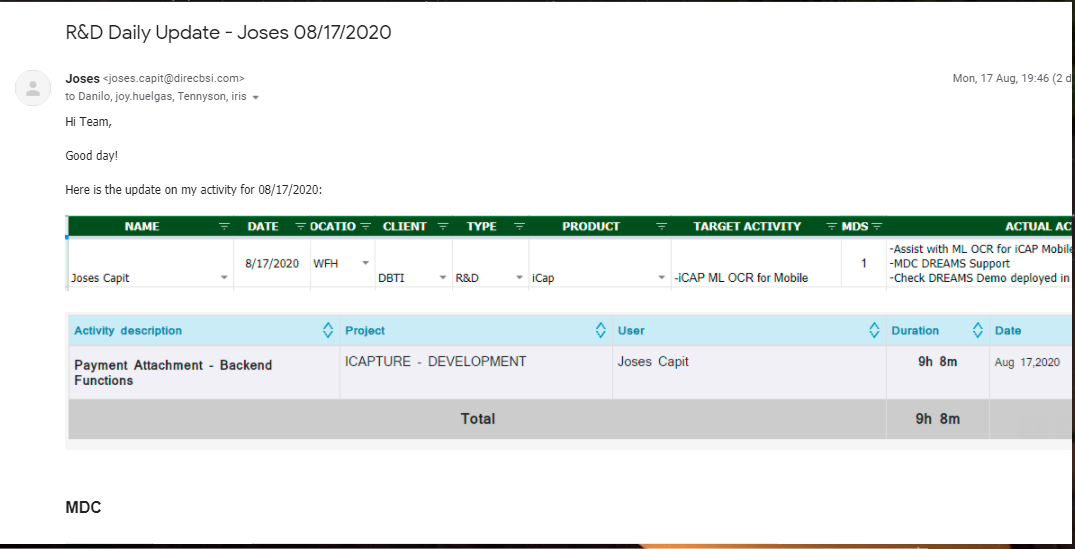 R&D Daily Update - Joses 08/17/2020
Joses <joses.capit@direcbsi.com>
Mon, 17 Aug, 19:46 (2 d
to Danilo, joy.huelgas, Tennyson, iris
Hi Team,
Good day!
Here is the update on my activity for 08/17/2020:
NAME DATE OCATIO CLIENT TYPE PRODUCT TARGET ACTIVITY MDS ACTUAL AC
-Assist with ML OCR for iCAP Mobile
8/17/2020 WFH 1 -MDC DREAMS Support
Joses Capit DBTI R&D iCap -iCAP ML OCR for Mobile -Check DREAMS Demo deployed in
Activity description Project User Duration Date
Payment Attachment - Backend ICAPTURE - DEVELOPMENT Joses Capit 9h 8m Aug 17,2020
Functions
Total 9h 8m
MDC